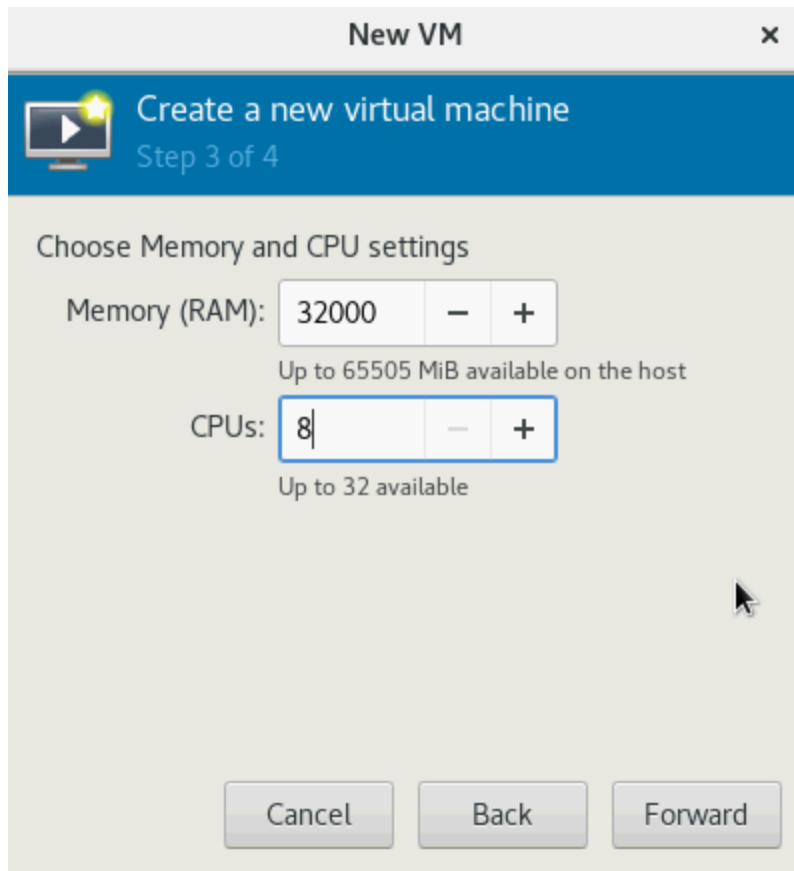 New VM ×
Create a new virtual machine
Step 3 of 4
Choose Memory and CPU settings
Memory (RAM): 32000 − +
Up to 65505 MiB available on the host
CPUs: 8 − +
Up to 32 available
Cancel Back Forward